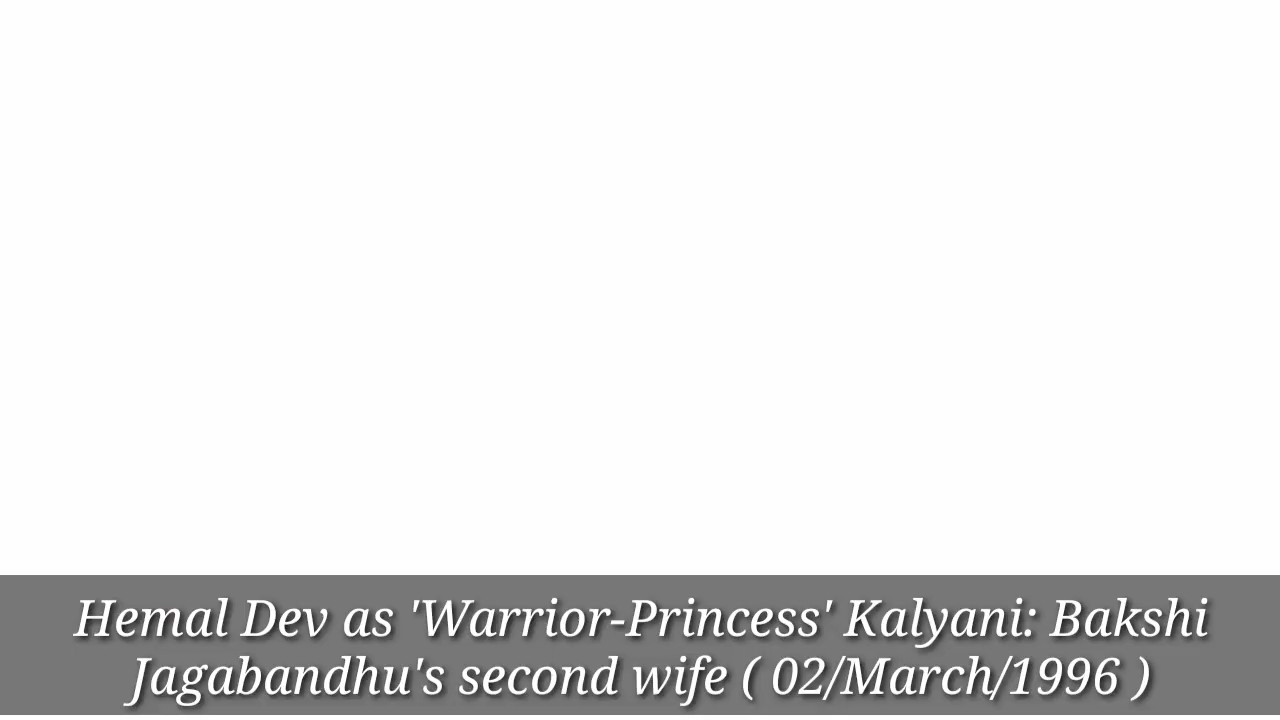 Hemal Dev as 'Warrior-Princess' Kalyani: Bakshi
Jagabandhu's second wife ( 02/March/1996 )